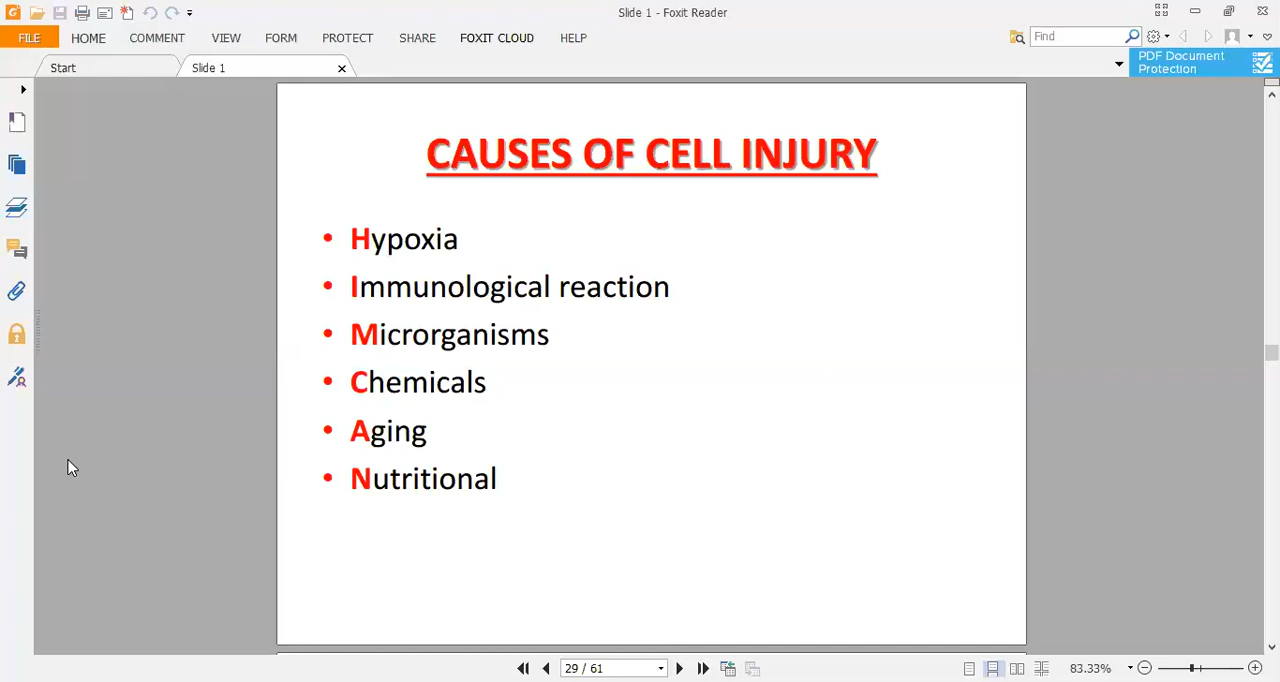 Slide 1 - Foxit Reader
FILE HOME COMMENT VIEW FORM PROTECT SHARE FOXIT CLOUD HELP Find
Start Slide 1 PDF Document
Protection
CAUSES OF CELL INJURY
• Hypoxia
• Immunological reaction
• Microrganisms
• Chemicals
• Aging
• Nutritional
29 / 61 83.33%